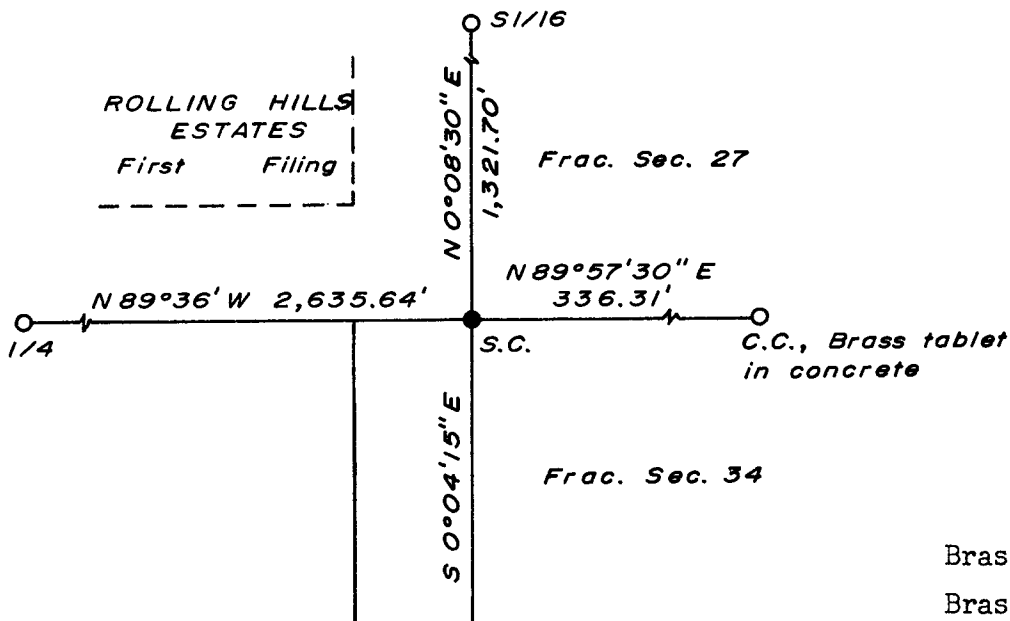 S1/16
ROLLING HILLS
ESTATES
First Filing
N 0°08'30" E
1,321.70'
Frac. Sec. 27
N 89°57'30" E
336.31'
N 89°36' W 2,635.64'
1/4
S.C.
C.C., Brass tablet
in concrete
S 0°04'15" E
Frac. Sec. 34
Bras
Bras